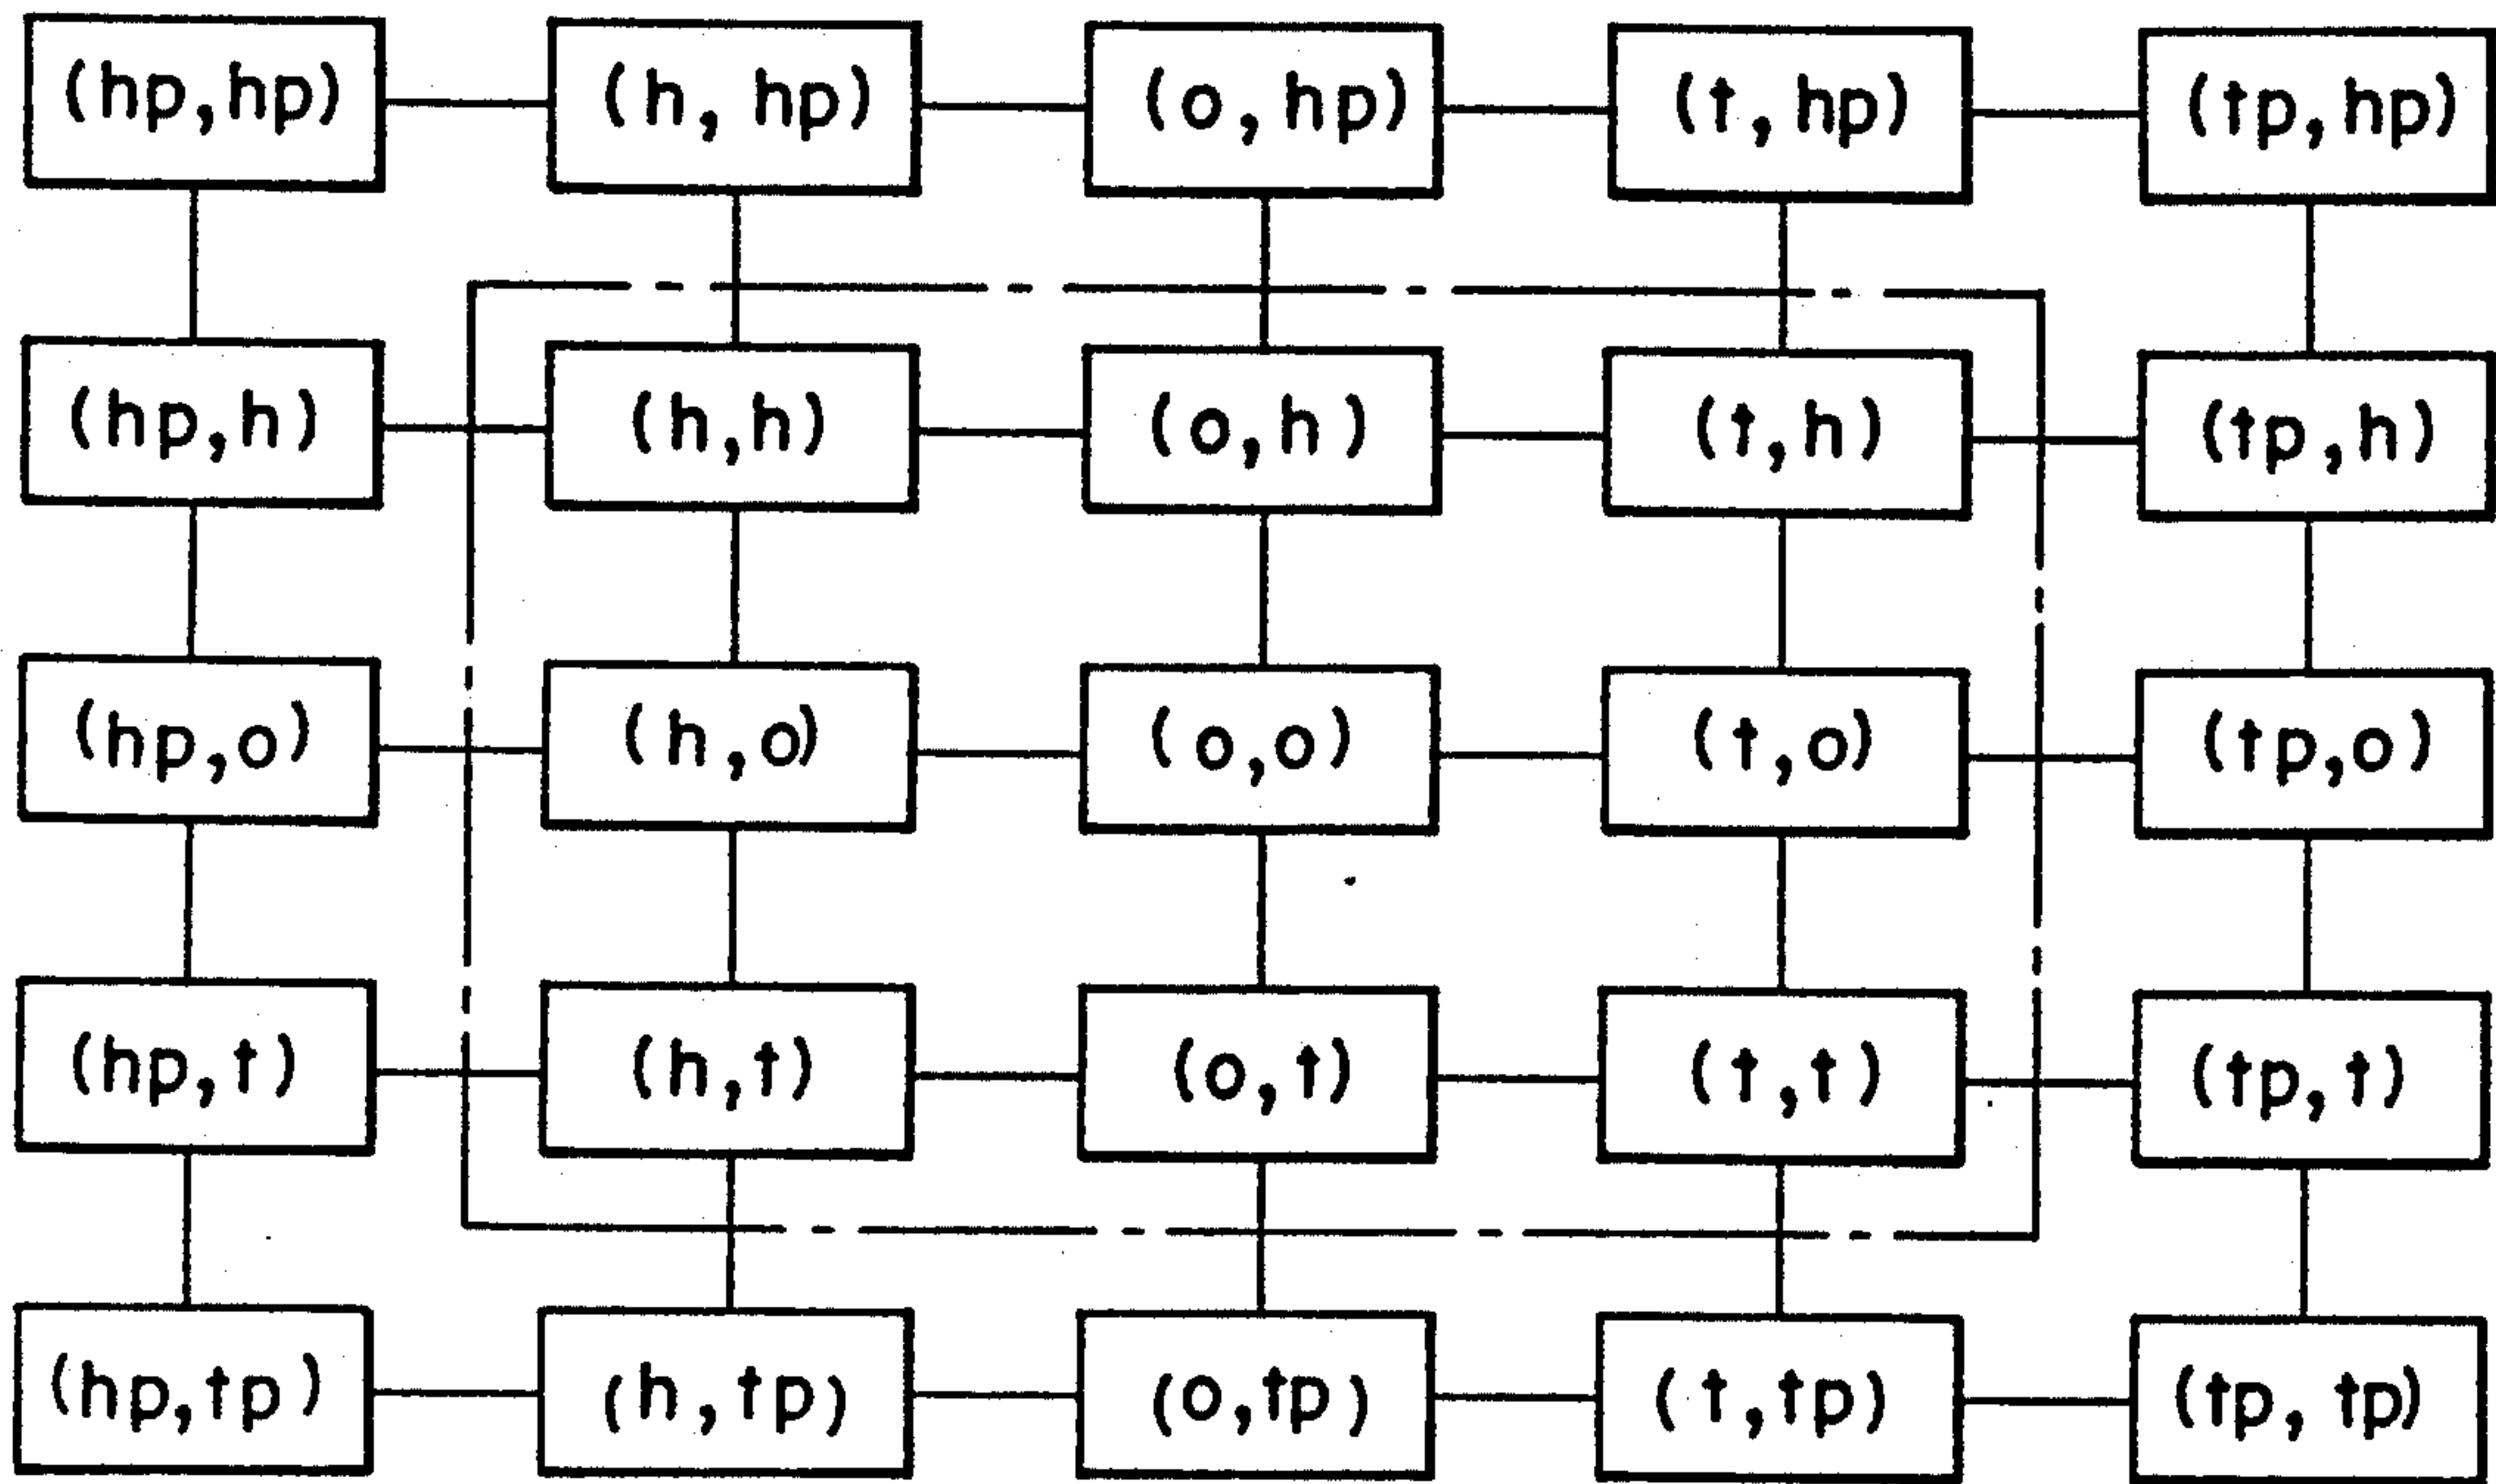 (hp,hp) (h, hp) (o, hp) (t, hp) (tp, hp)
(hp,h) (h,h) (o,h) (t,h) (tp,h)
(hp,o) (h,o) (o,o) (t,o) (tp,o)
(hp,t) (h,t) (o,t) (t,t) (tp,t)
(hp,tp) (h,tp) (o,tp) (t,tp) (tp, tp)